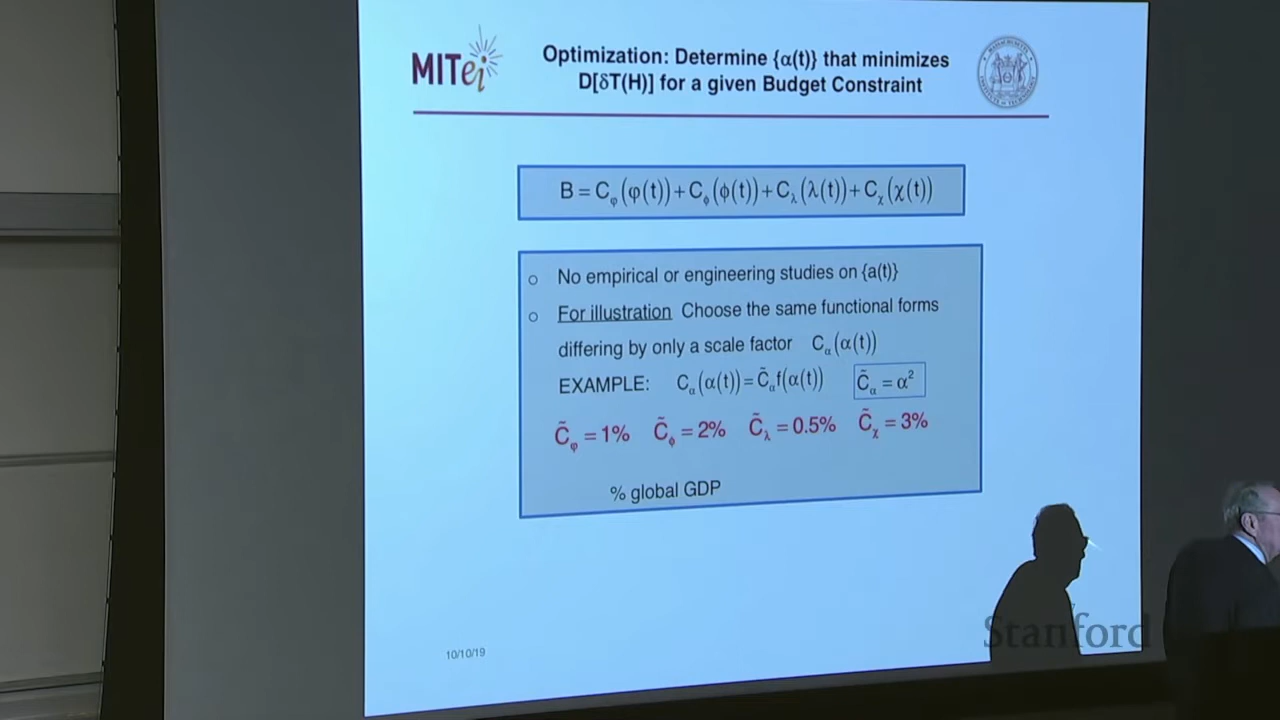 MITei
Optimization: Determine {α(t)} that minimizes
D[δT(H)] for a given Budget Constraint
B = C_φ(φ(t)) + C_ϕ(ϕ(t)) + C_λ(λ(t)) + C_χ(χ(t))
○ No empirical or engineering studies on {a(t)}
○ For illustration Choose the same functional forms
differing by only a scale factor C_α(α(t))
EXAMPLE: C_α(α(t)) = C̃_α f(α(t)) C̃_α = α²
C̃_φ = 1% C̃_ϕ = 2% C̃_λ = 0.5% C̃_χ = 3%
% global GDP
10/10/19
Stanford